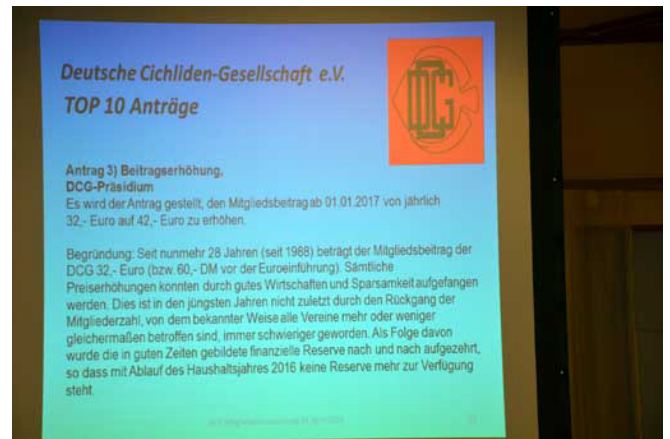 Deutsche Cichliden-Gesellschaft e.V.
TOP 10 Anträge
DCG
Antrag 3) Beitragserhöhung,
DCG-Präsidium
Es wird der Antrag gestellt, den Mitgliedsbeitrag ab 01.01.2017 von jährlich
32,- Euro auf 42,- Euro zu erhöhen.
Begründung: Seit nunmehr 28 Jahren (seit 1988) beträgt der Mitgliedsbeitrag der
DCG 32,- Euro (bzw. 60,- DM vor der Euroeinführung). Sämtliche
Preiserhöhungen konnten durch gutes Wirtschaften und Sparsamkeit aufgefangen
werden. Dies ist in den jüngsten Jahren nicht zuletzt durch den Rückgang der
Mitgliederzahl, von dem bekannter Weise alle Vereine mehr oder weniger
gleichermaßen betroffen sind, immer schwieriger geworden. Als Folge davon
wurde die in guten Zeiten gebildete finanzielle Reserve nach und nach aufgezehrt,
so dass mit Ablauf des Haushaltsjahres 2016 keine Reserve mehr zur Verfügung
steht.